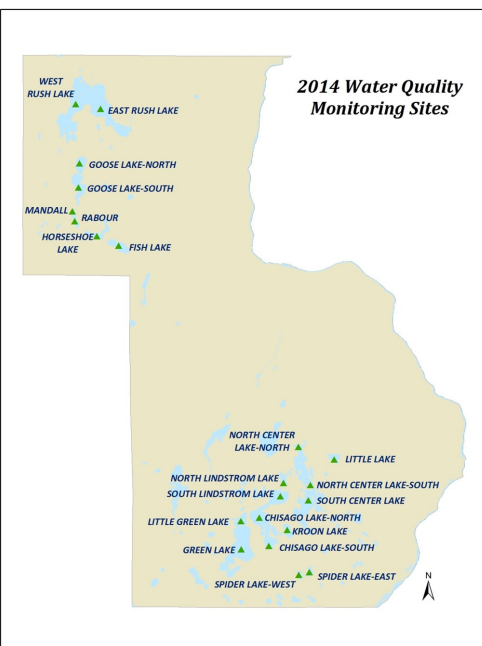 2014 Water Quality
Monitoring Sites
WEST
RUSH LAKE
EAST RUSH LAKE
GOOSE LAKE-NORTH
GOOSE LAKE-SOUTH
MANDALL
RABOUR
HORSESHOE
LAKE
FISH LAKE
NORTH CENTER
LAKE-NORTH
LITTLE LAKE
NORTH LINDSTROM LAKE
NORTH CENTER LAKE-SOUTH
SOUTH LINDSTROM LAKE
SOUTH CENTER LAKE
CHISAGO LAKE-NORTH
LITTLE GREEN LAKE
KROON LAKE
GREEN LAKE
CHISAGO LAKE-SOUTH
SPIDER LAKE-EAST
SPIDER LAKE-WEST
N